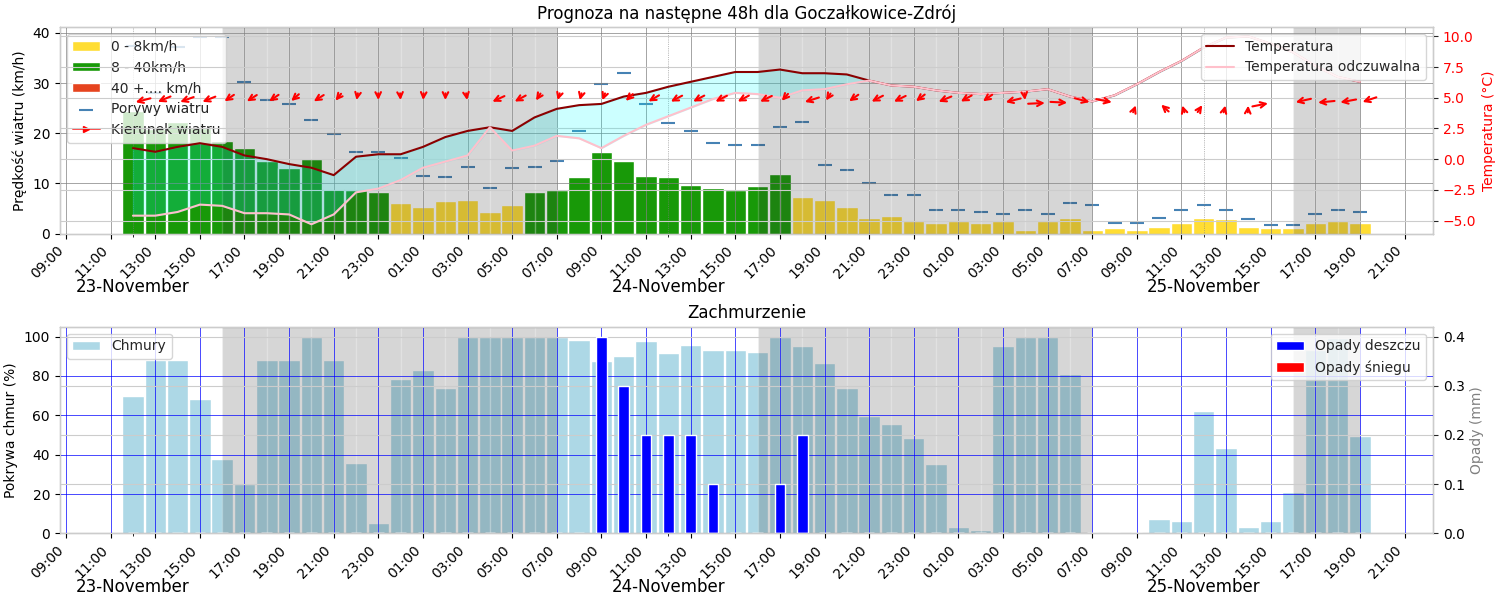 Prognoza na następne 48h dla Goczałkowice-Zdrój
Prędkość wiatru (km/h)
40
30
20
10
0
0 - 8km/h
8 - 40km/h
40 +.... km/h
Porywy wiatru
Kierunek wiatru
Temperatura
Temperatura odczuwalna
10.0
7.5
5.0
2.5
0.0
−2.5
−5.0
Temperatura (°C)
09:00 11:00 13:00 15:00 17:00 19:00 21:00 23:00 01:00 03:00 05:00 07:00 09:00 11:00 13:00 15:00 17:00 19:00 21:00 23:00 01:00 03:00 05:00 07:00 09:00 11:00 13:00 15:00 17:00 19:00 21:00
23-November 24-November 25-November
Zachmurzenie
Pokrywa chmur (%)
100
80
60
40
20
0
Chmury
Opady deszczu
Opady śniegu
0.4
0.3
0.2
0.1
0.0
Opady (mm)
09:00 11:00 13:00 15:00 17:00 19:00 21:00 23:00 01:00 03:00 05:00 07:00 09:00 11:00 13:00 15:00 17:00 19:00 21:00 23:00 01:00 03:00 05:00 07:00 09:00 11:00 13:00 15:00 17:00 19:00 21:00
23-November 24-November 25-November